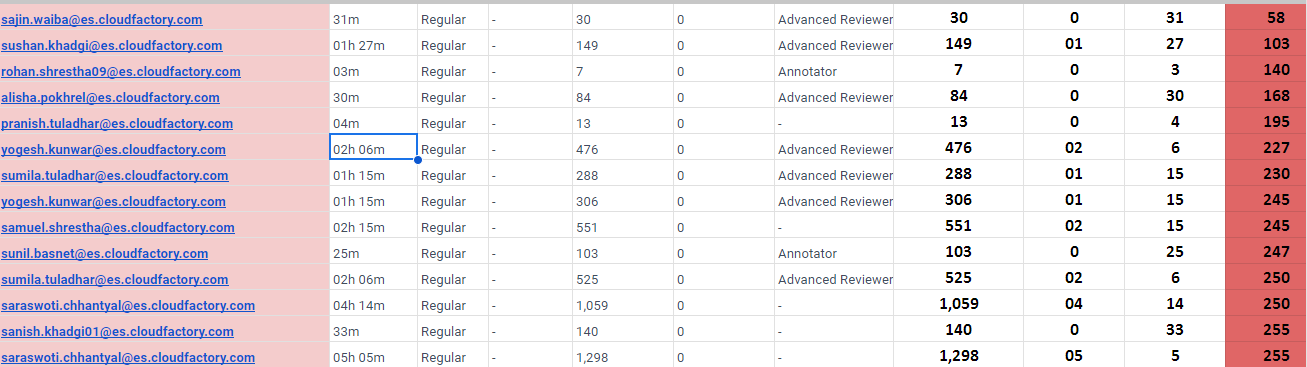 sajin.waiba@es.cloudfactory.com 31m Regular - 30 0 Advanced Reviewer 30 0 31 58
sushan.khadgi@es.cloudfactory.com 01h 27m Regular - 149 0 Advanced Reviewer 149 01 27 103
rohan.shrestha09@es.cloudfactory.com 03m Regular - 7 0 Annotator 7 0 3 140
alisha.pokhrel@es.cloudfactory.com 30m Regular - 84 0 Advanced Reviewer 84 0 30 168
pranish.tuladhar@es.cloudfactory.com 04m Regular - 13 0 - 13 0 4 195
yogesh.kunwar@es.cloudfactory.com 02h 06m Regular - 476 0 Advanced Reviewer 476 02 6 227
sumila.tuladhar@es.cloudfactory.com 01h 15m Regular - 288 0 Advanced Reviewer 288 01 15 230
yogesh.kunwar@es.cloudfactory.com 01h 15m Regular - 306 0 Advanced Reviewer 306 01 15 245
samuel.shrestha@es.cloudfactory.com 02h 15m Regular - 551 0 - 551 02 15 245
sunil.basnet@es.cloudfactory.com 25m Regular - 103 0 Annotator 103 0 25 247
sumila.tuladhar@es.cloudfactory.com 02h 06m Regular - 525 0 Advanced Reviewer 525 02 6 250
saraswoti.chhantyal@es.cloudfactory.com 04h 14m Regular - 1,059 0 - 1,059 04 14 250
sanish.khadgi01@es.cloudfactory.com 33m Regular - 140 0 - 140 0 33 255
saraswoti.chhantyal@es.cloudfactory.com 05h 05m Regular - 1,298 0 - 1,298 05 5 255